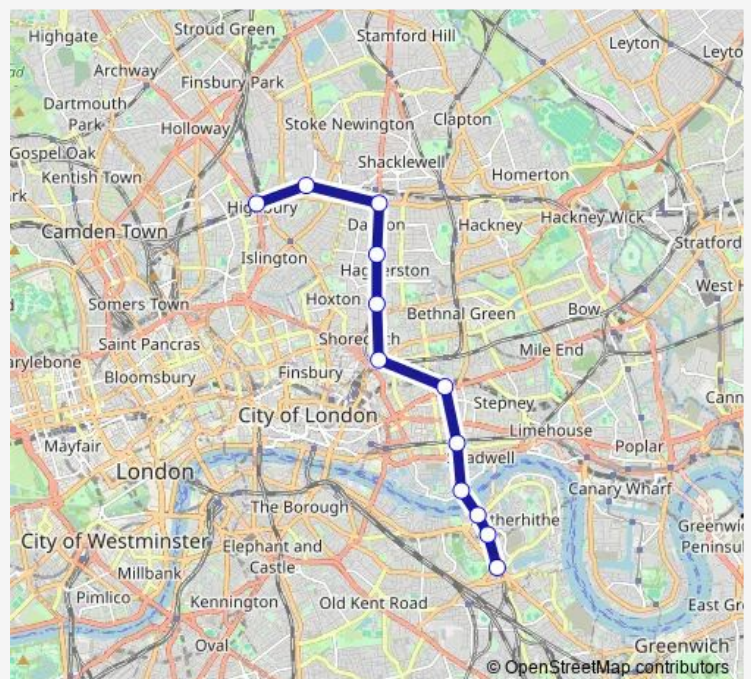 Stroud Green
Stamford Hill
Highgate
Leyton
Leyto
Archway
Finsbury Park
Dartmouth
Park
Holloway
Stoke Newington
Clapton
Gospel Oak
Shacklewell
Kentish Town
Homerton
Highbury
Hackney Wick
Camden Town
Hackney
Stratford
Islington
Haggerston
West H
Somers Town
Hoxton
Bethnal Green
Bow
Saint Pancras
Shoreditch
Mile End
arylebone
Bloomsbury
Finsbury
City of London
Stepney
Cann
Mayfair
Limehouse
Poplar
London
adwell
Canary Wharf
The Borough
therhithe
Greenwic
City of Westminster
Elephant and
Castle
Peninsul
Millbank
Pimlico
Kennington
Old Kent Road
East Gr
Oval
Greenwich
© OpenStreetMap contributors